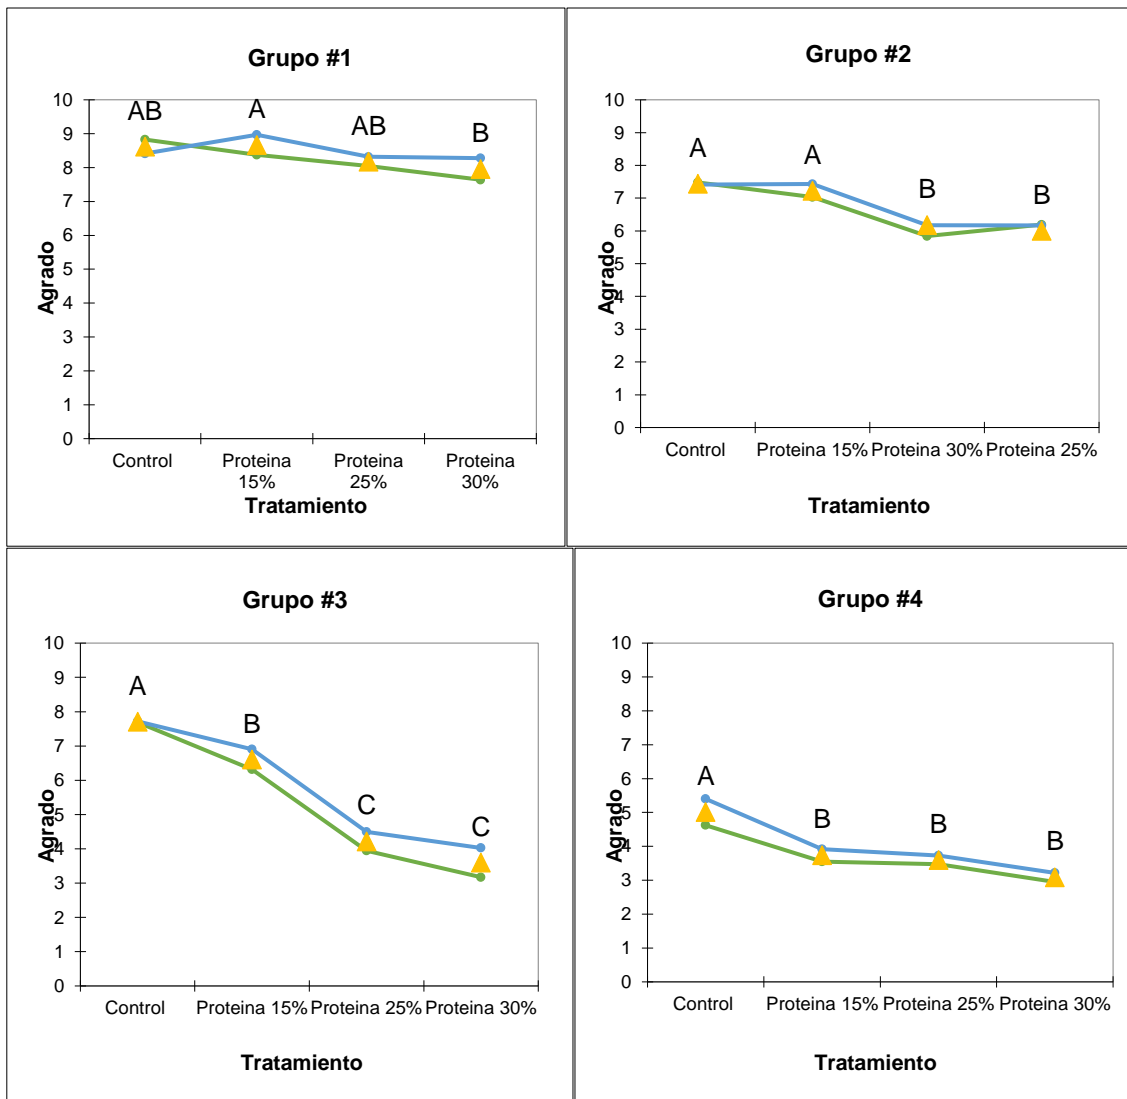 Grupo #1
10
9
8
7
6
5
4
3
2
1
0
Agrado
AB
A
AB
B
Control
Proteina 15%
Proteina 25%
Proteina 30%
Tratamiento
Grupo #2
10
9
8
7
6
5
4
3
2
1
0
Agrado
A
A
B
B
Control
Proteina 15%
Proteina 30%
Proteina 25%
Tratamiento
Grupo #3
10
9
8
7
6
5
4
3
2
1
0
Agrado
A
B
C
C
Control
Proteina 15%
Proteina 25%
Proteina 30%
Tratamiento
Grupo #4
10
9
8
7
6
5
4
3
2
1
0
Agrado
A
B
B
B
Control
Proteina 15%
Proteina 25%
Proteina 30%
Tratamiento